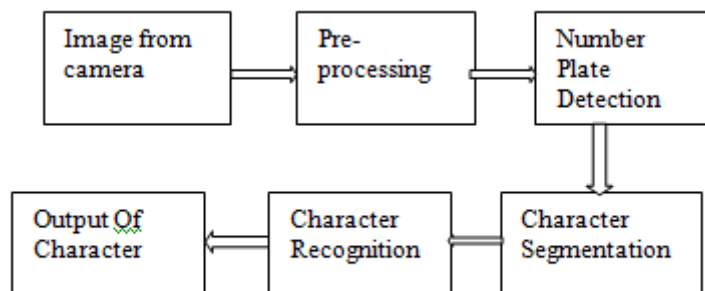 Image from
camera
Pre-
processing
Number
Plate
Detection
Character
Segmentation
Character
Recognition
Output Of
Character